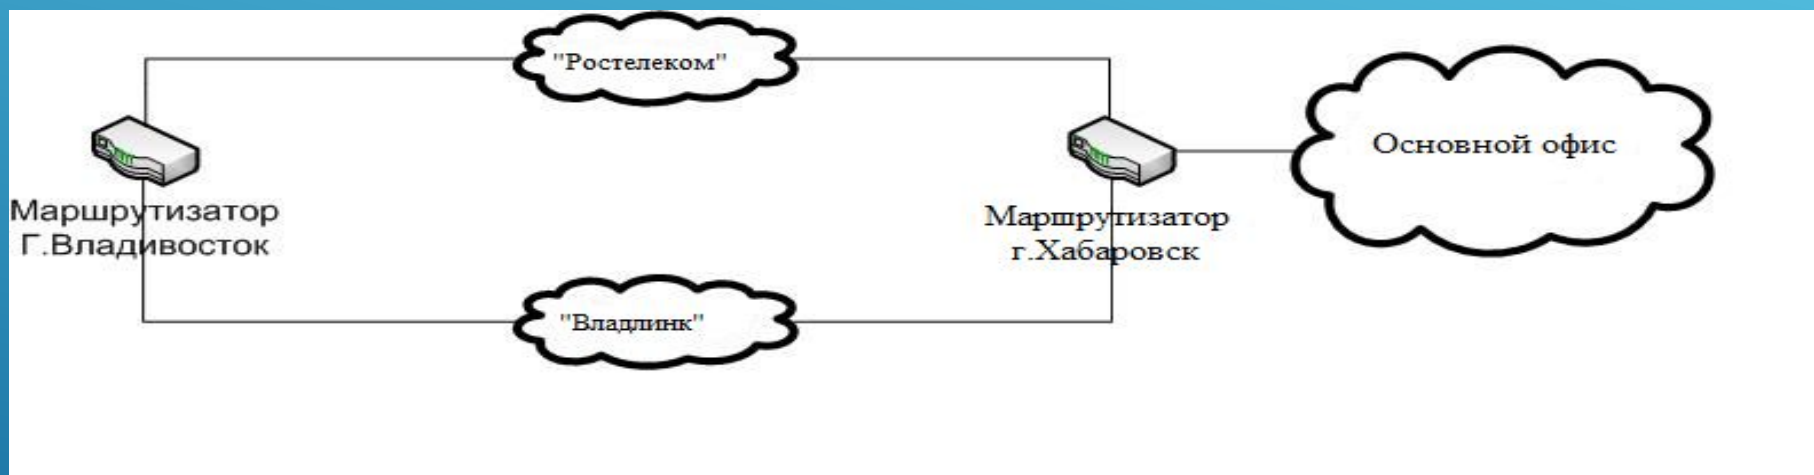 "Ростелеком"
Основной офис
Маршрутизатор
Г.Владивосток
Маршрутизатор
г.Хабаровск
"Владлинк"